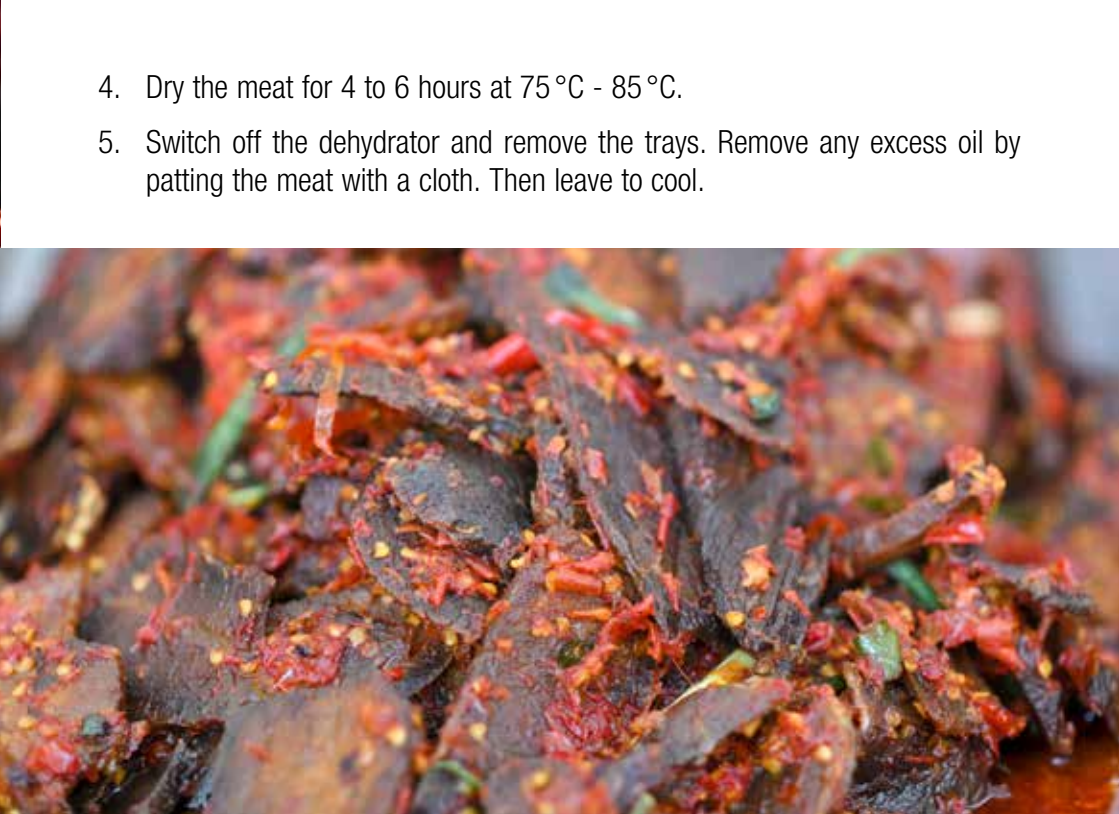 4. Dry the meat for 4 to 6 hours at 75°C - 85°C.
5. Switch off the dehydrator and remove the trays. Remove any excess oil by
patting the meat with a cloth. Then leave to cool.